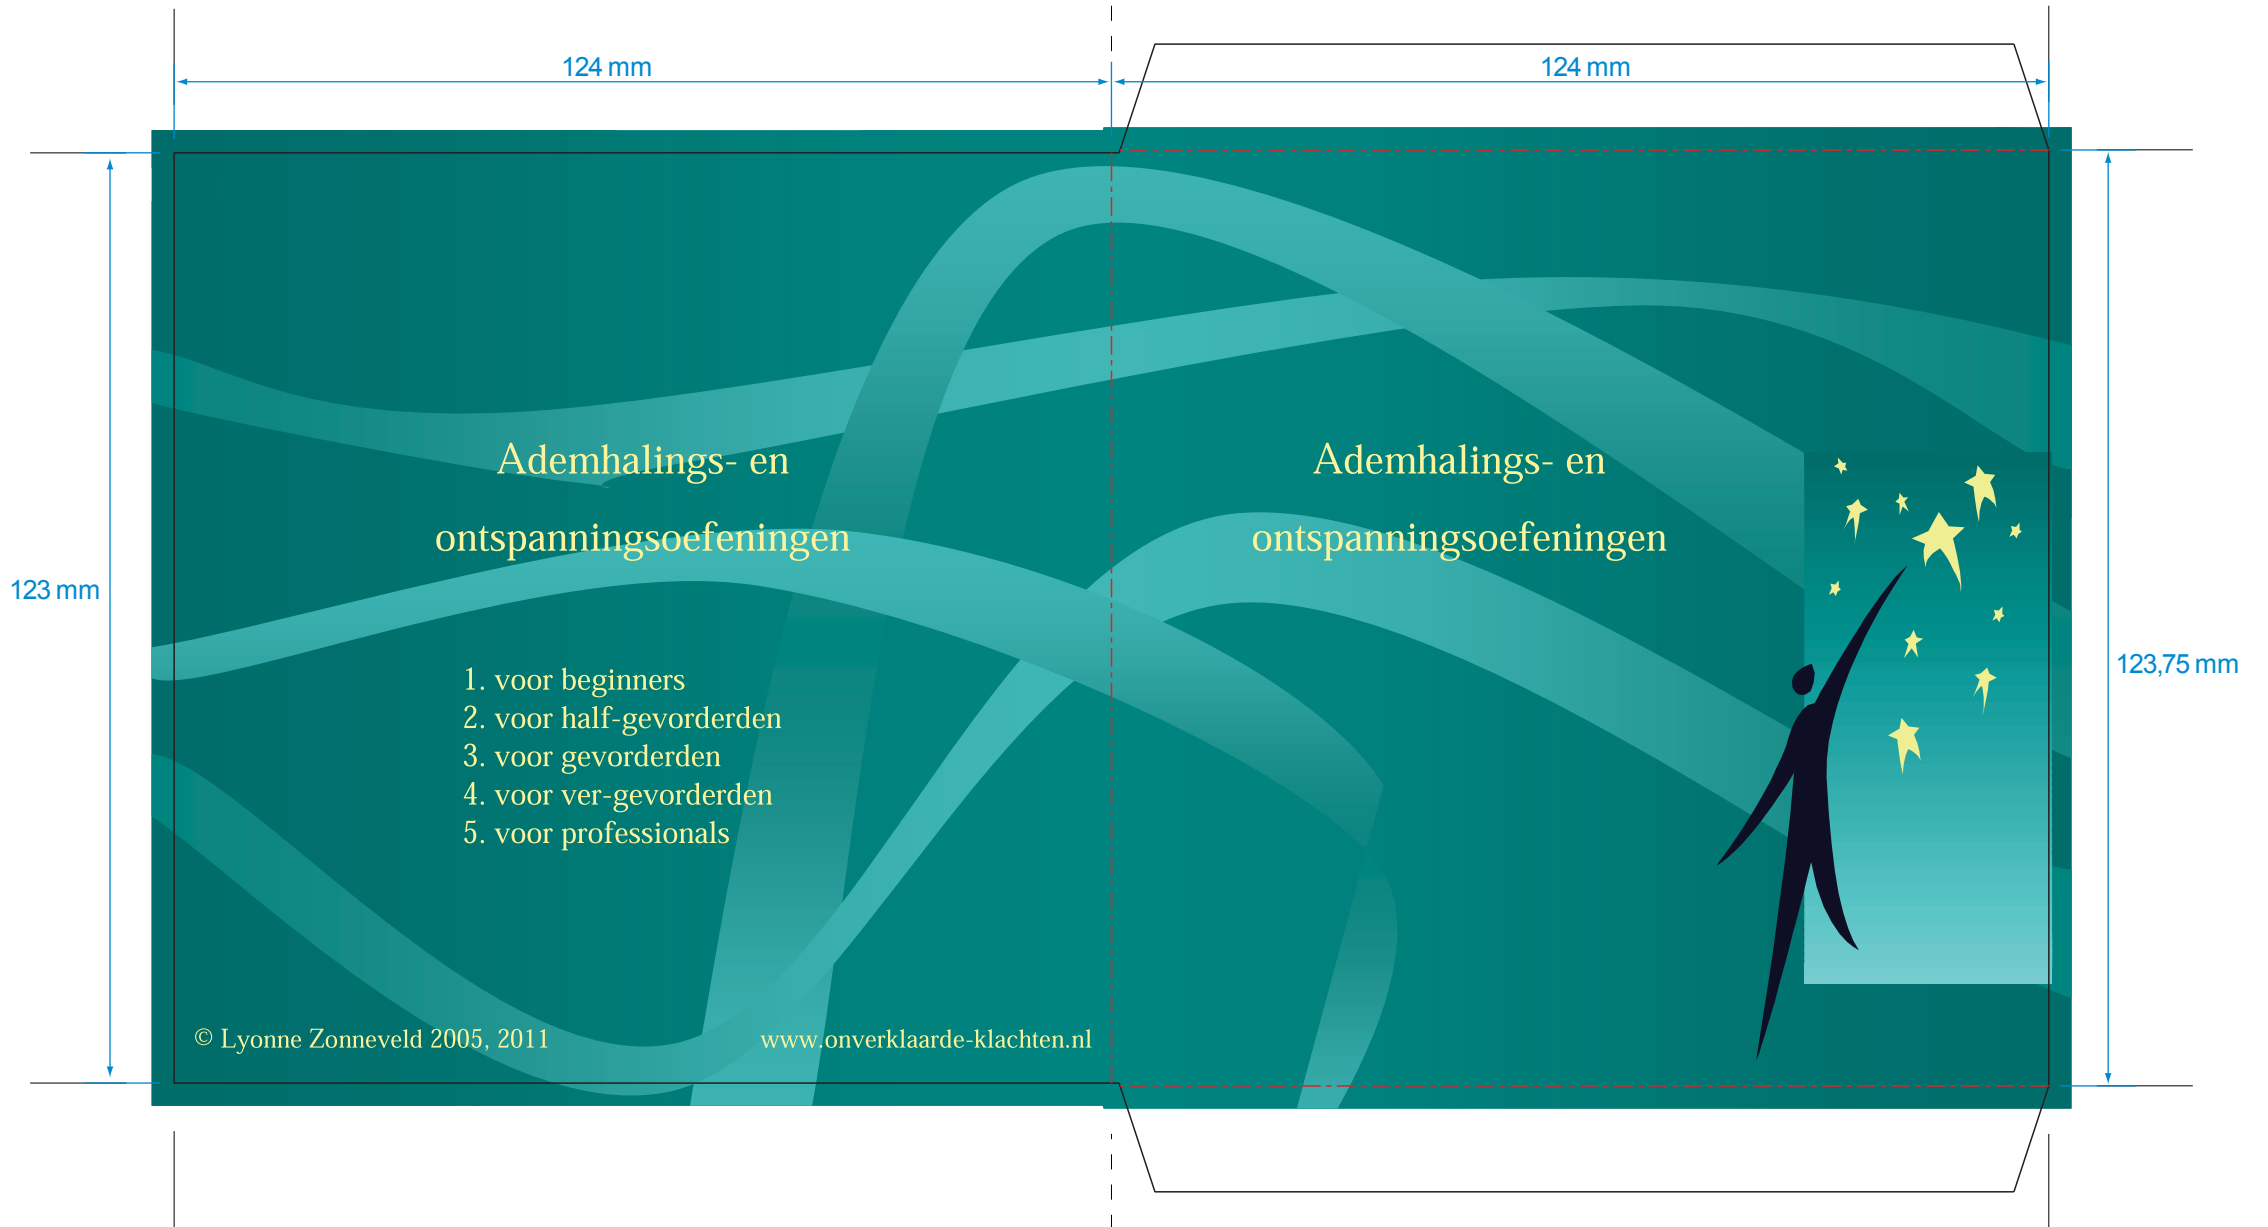 124 mm
124 mm
123 mm
123,75 mm
Ademhalings- en
ontspanningsoefeningen
1. voor beginners
2. voor half-gevorderden
3. voor gevorderden
4. voor ver-gevorderden
5. voor professionals
© Lyonne Zonneveld 2005, 2011
www.onverklaarde-klachten.nl
Ademhalings- en
ontspanningsoefeningen